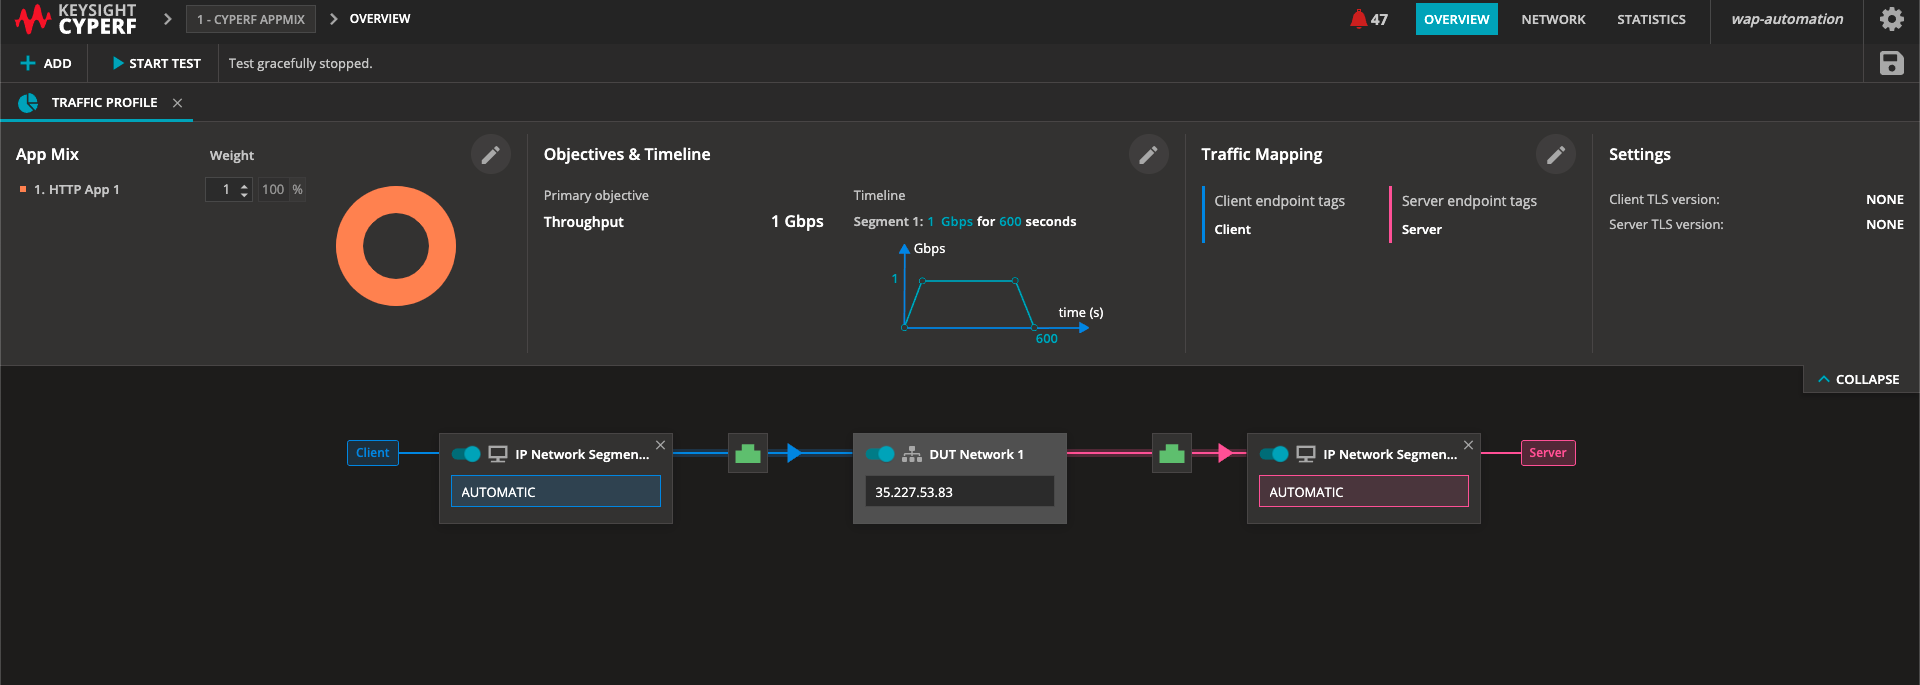 KEYSIGHT
CYPERF
1 - CYPERF APPMIX
OVERVIEW
47
OVERVIEW
NETWORK
STATISTICS
wap-automation
ADD
START TEST
Test gracefully stopped.
TRAFFIC PROFILE
App Mix
Weight
1. HTTP App 1
1
100 %
Objectives & Timeline
Primary objective
Throughput
1 Gbps
Timeline
Segment 1: 1 Gbps for 600 seconds
Gbps
1
time (s)
600
Traffic Mapping
Client endpoint tags
Client
Server endpoint tags
Server
Settings
Client TLS version:
NONE
Server TLS version:
NONE
COLLAPSE
Client
IP Network Segmen...
AUTOMATIC
DUT Network 1
35.227.53.83
IP Network Segmen...
AUTOMATIC
Server